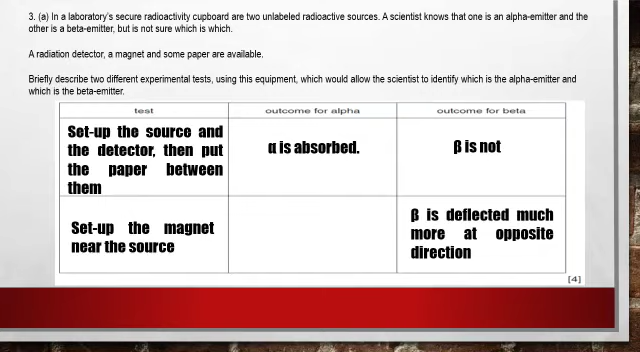 3. (a) In a laboratory's secure radioactivity cupboard are two unlabeled radioactive sources. A scientist knows that one is an alpha-emitter and the
other is a beta-emitter, but is not sure which is which.
A radiation detector, a magnet and some paper are available.
Briefly describe two different experimental tests, using this equipment, which would allow the scientist to identify which is the alpha-emitter and
which is the beta-emitter.
test
outcome for alpha
outcome for beta
Set-up the source and
the detector, then put
the paper between
them
α is absorbed.
β is not
Set-up the magnet
near the source
β is deflected much
more at opposite
direction
[4]